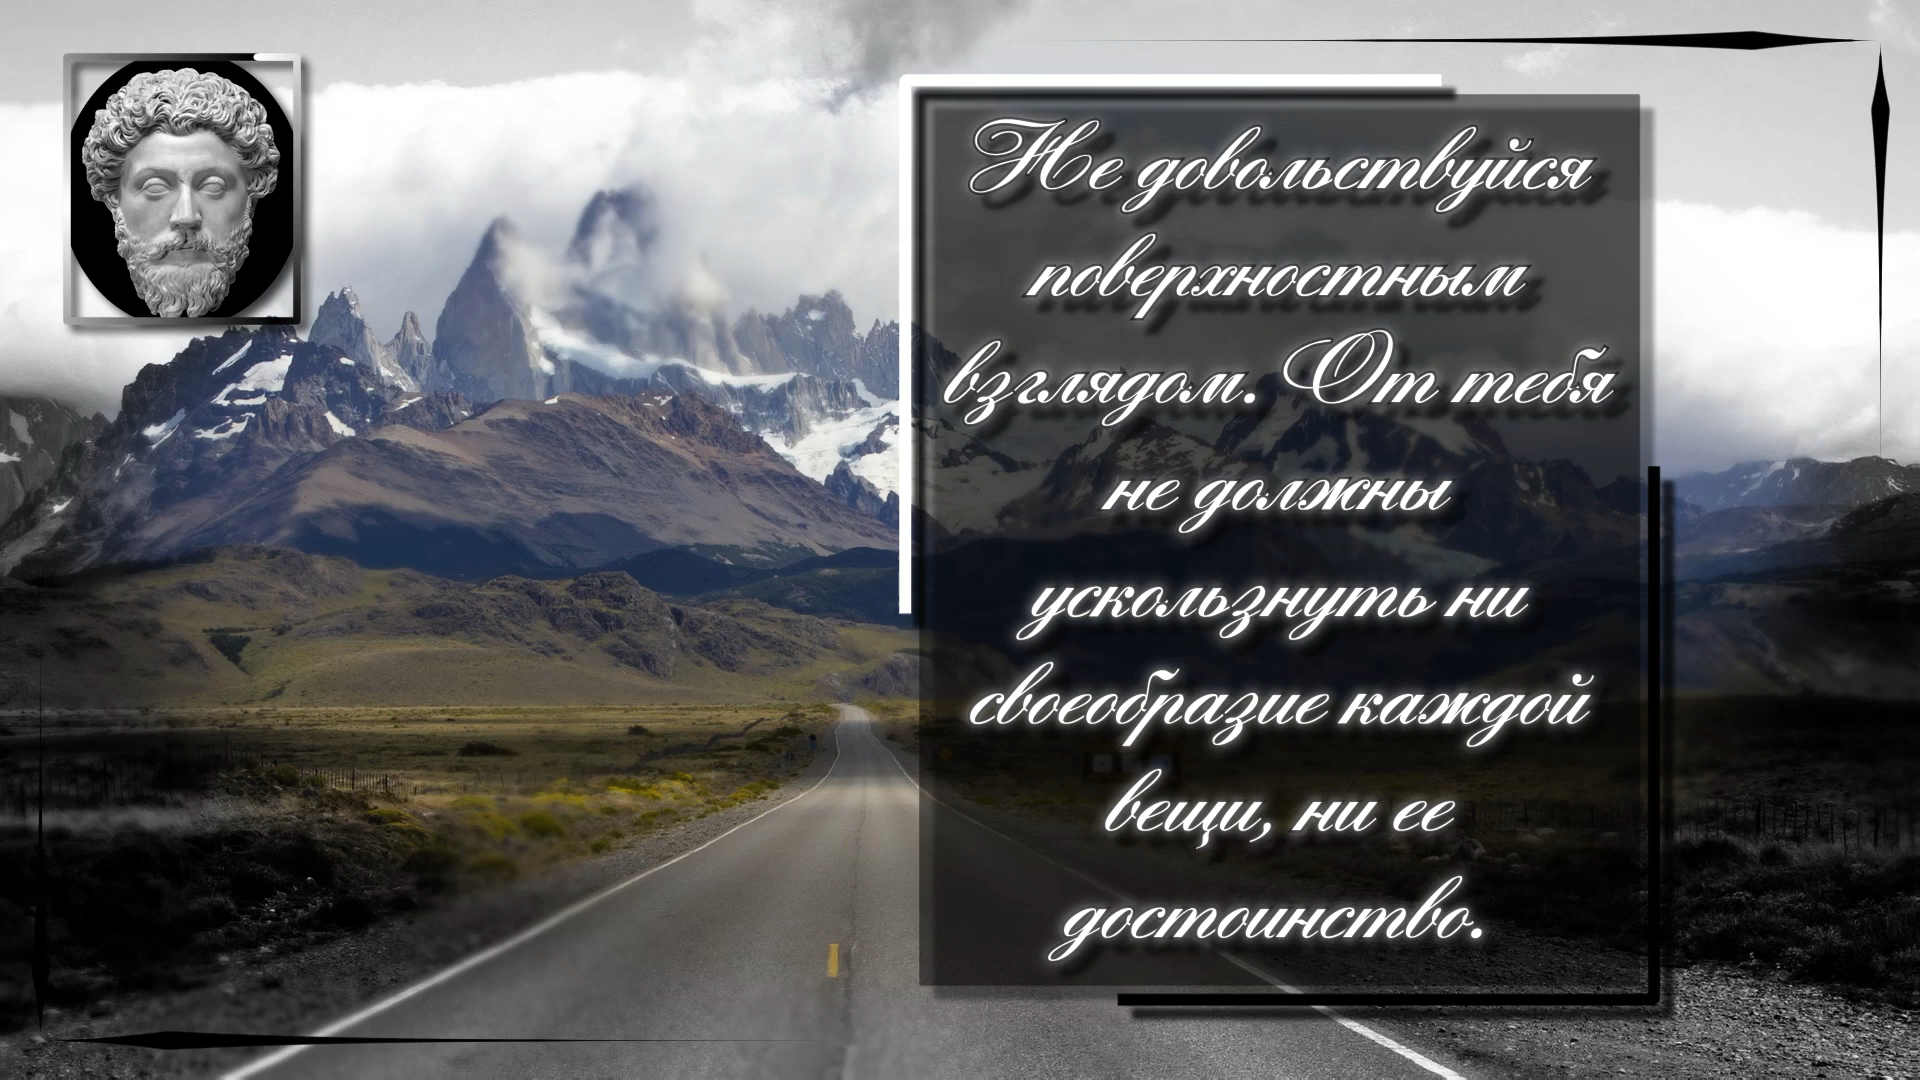 Не довольствуйся
поверхностным
взглядом. От тебя
не должны
ускользнуть ни
своеобразие каждой
вещи, ни ее
достоинство.